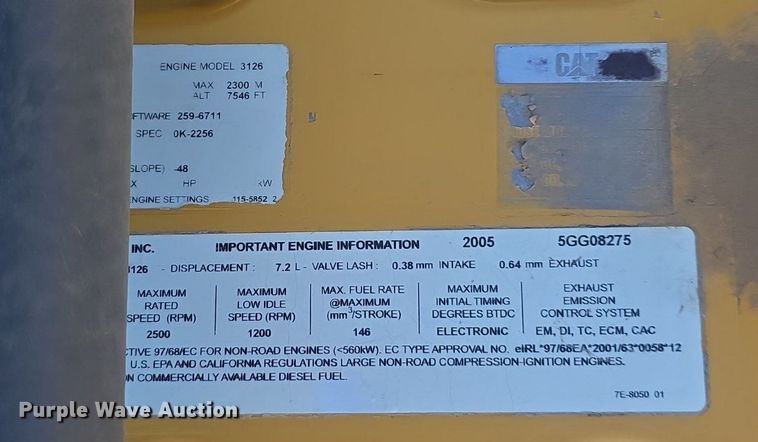 ENGINE MODEL 3126
MAX 2300 M
ALT 7546 FT
FTWARE 259-6711
SPEC 0K-2256
SLOPE) -48
X HP kW
ENGINE SETTINGS 115-5852 2
CAT
INC. IMPORTANT ENGINE INFORMATION 2005 5GG08275
3126 - DISPLACEMENT : 7.2 L - VALVE LASH : 0.38 mm INTAKE 0.64 mm EXHAUST
MAXIMUM RATED SPEED (RPM) 2500
MAXIMUM LOW IDLE SPEED (RPM) 1200
MAX. FUEL RATE @MAXIMUM (mm³/STROKE) 146
MAXIMUM INITIAL TIMING DEGREES BTDC ELECTRONIC
EXHAUST EMISSION CONTROL SYSTEM EM, DI, TC, ECM, CAC
CTIVE 97/68/EC FOR NON-ROAD ENGINES (<560kW). EC TYPE APPROVAL NO. eIRL*97/68EA*2001/63*0058*12
U.S. EPA AND CALIFORNIA REGULATIONS LARGE NON-ROAD COMPRESSION-IGNITION ENGINES.
ON COMMERCIALLY AVAILABLE DIESEL FUEL.
7E-8050 01
Purple Wave Auction